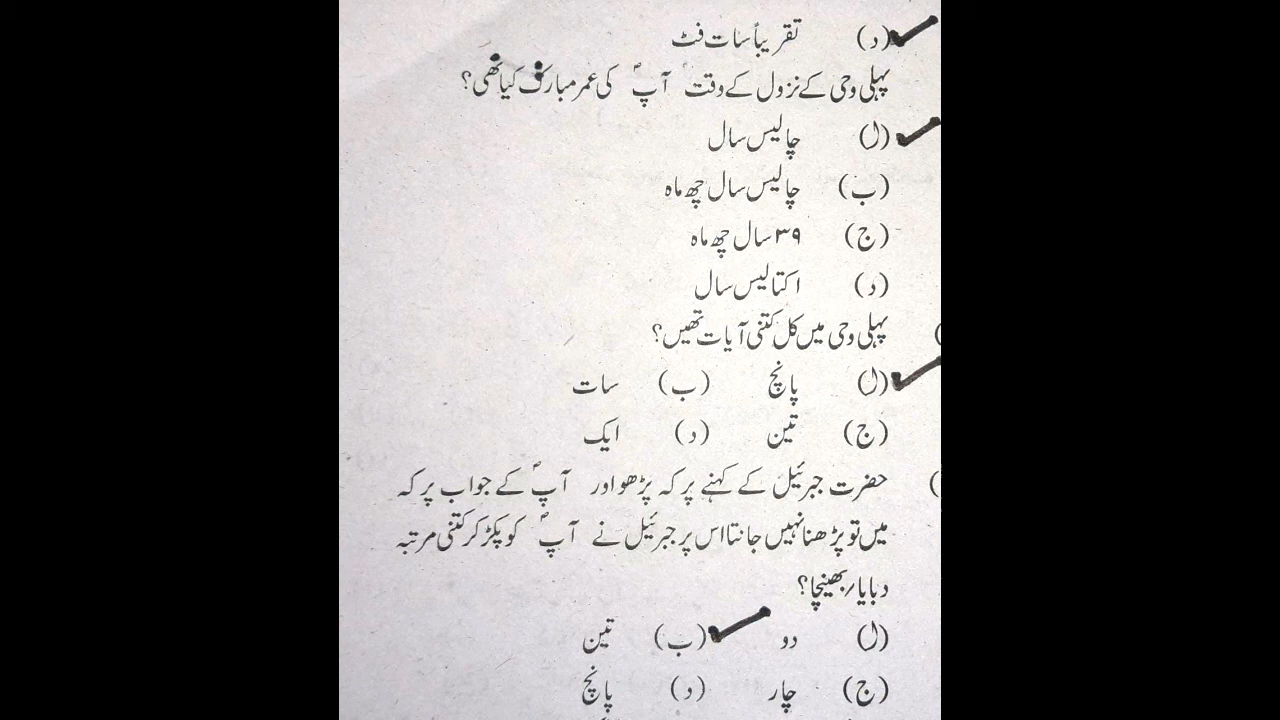 (د) تقریباً سات فٹ
پہلی وحی کے نزول کے وقت آپؐ کی عمر مبارک کیا تھی؟
(ا) چالیس سال
(ب) چالیس سال چھ ماہ
(ج) ۳۹ سال چھ ماہ
(د) اکتالیس سال
پہلی وحی میں کل کتنی آیات تھیں؟
(ا) پانچ (ب) سات
(ج) تین (د) ایک
حضرت جبرئیل کے کہنے پر کہ پڑھو اور آپؐ کے جواب پر کہ
میں تو پڑھنا نہیں جانتا اس پر جبرئیل نے آپؐ کو پکڑ کر کتنی مرتبہ
دبایا/بھینچا؟
(ا) دو (ب) تین
(ج) چار (د) پانچ